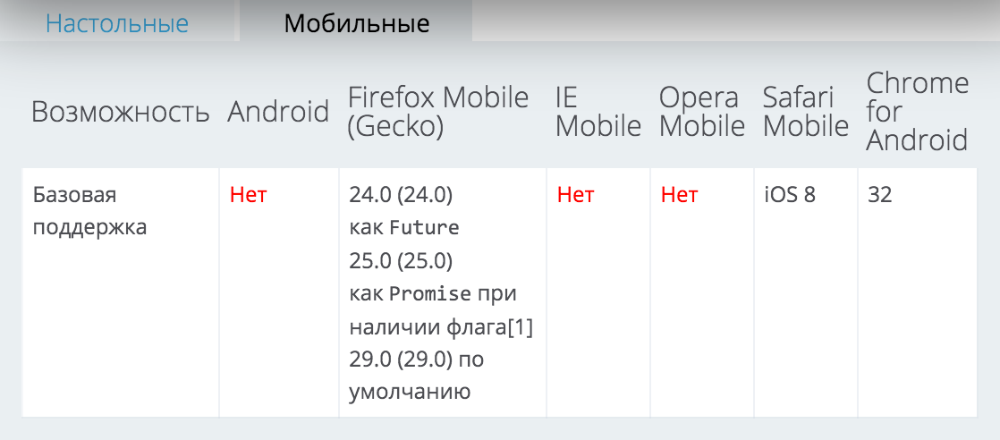 Настольные
Мобильные
Возможность
Android
Firefox Mobile
(Gecko)
IE
Mobile
Opera
Mobile
Safari
Mobile
Chrome
for
Android
Базовая
поддержка
Нет
24.0 (24.0)
как Future
25.0 (25.0)
как Promise при
наличии флага[1]
29.0 (29.0) по
умолчанию
Нет
Нет
iOS 8
32